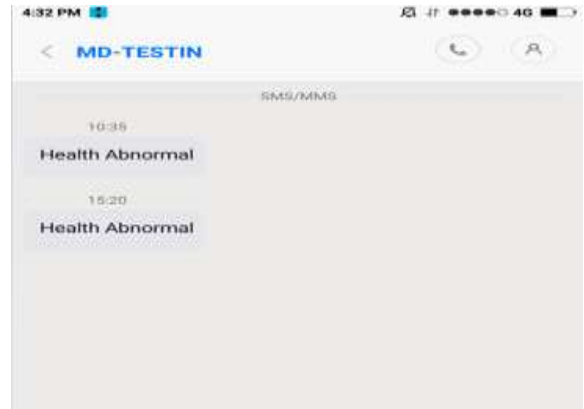 4:32 PM 4G
MD-TESTIN
SMS/MMS
10:35
Health Abnormal
15:20
Health Abnormal